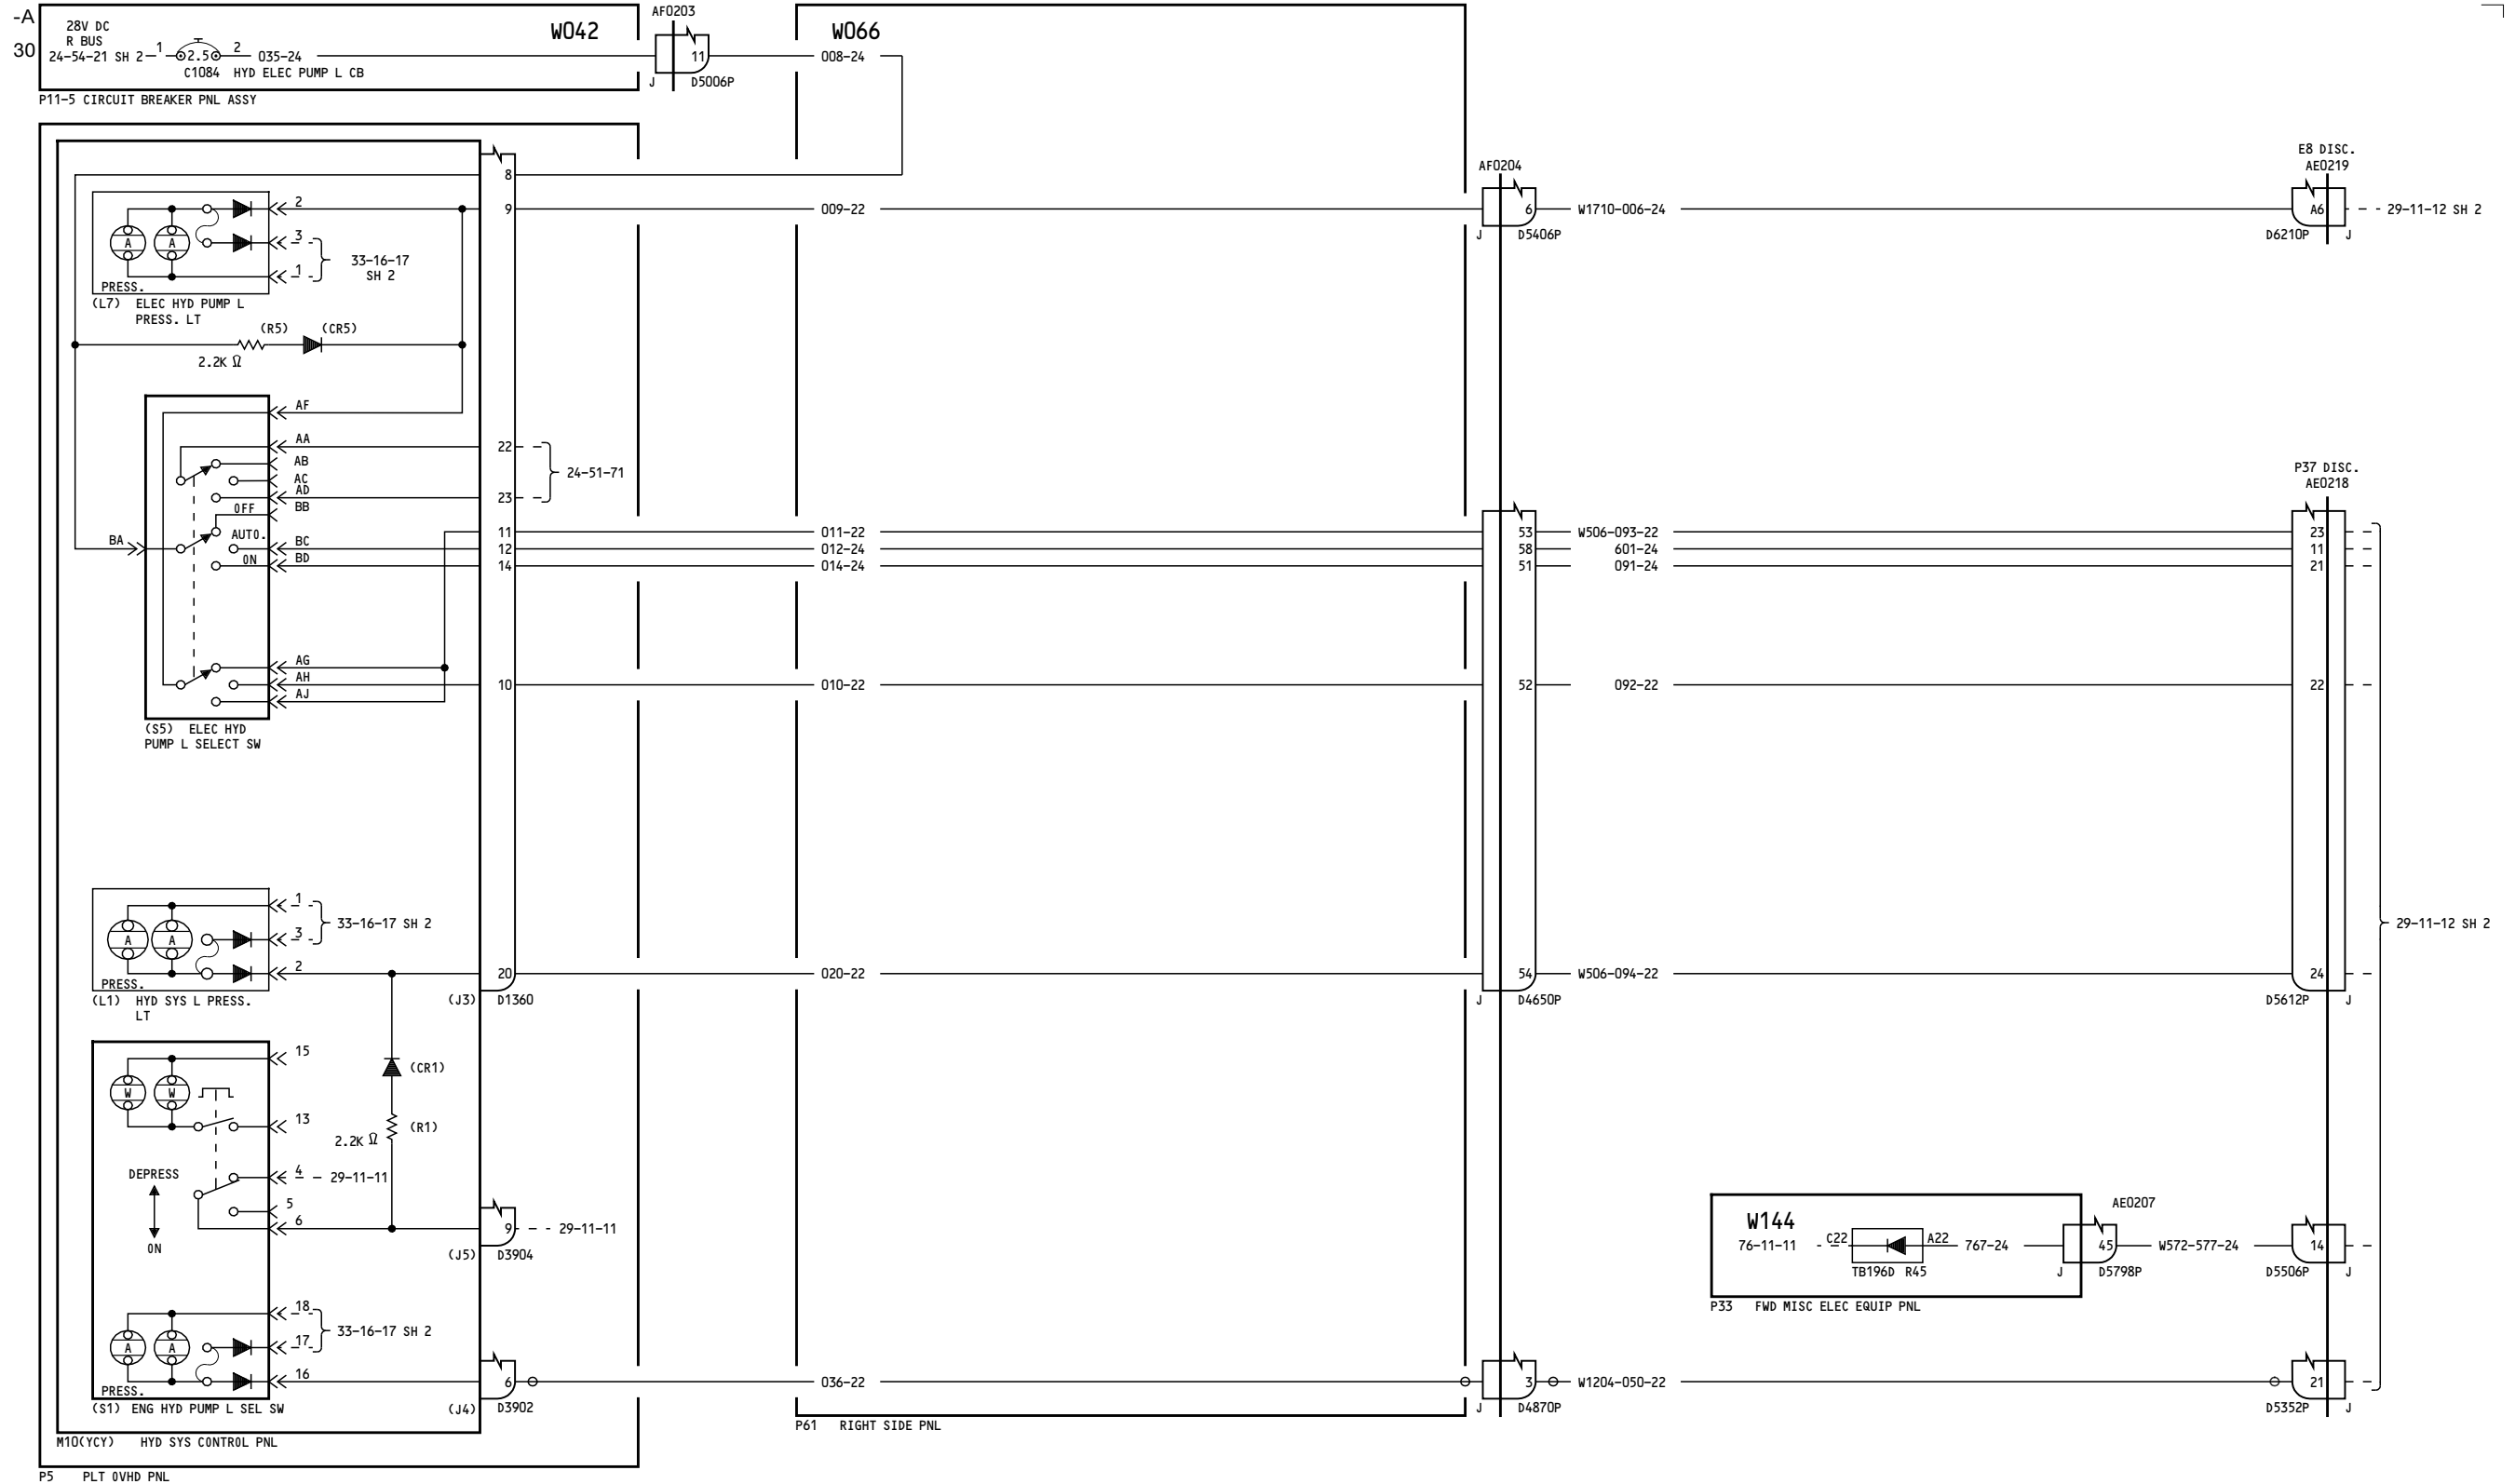 -A
30
28V DC
R BUS
24-54-21 SH 2
1
2.5
2
035-24
C1084 HYD ELEC PUMP L CB
W042
P11-5 CIRCUIT BREAKER PNL ASSY
AF0203
11
J
D5006P
W066
008-24
8
2
9
009-22
3
1
33-16-17
SH 2
A
A
PRESS.
(L7) ELEC HYD PUMP L
PRESS. LT
(R5)
(CR5)
2.2K Ω
AF
AA
22
AB
AC
AD
23
24-51-71
BB
OFF
AUTO.
ON
BA
11
011-22
BC
12
012-24
BD
14
014-24
AG
AH
10
010-22
AJ
(S5) ELEC HYD
PUMP L SELECT SW
1
3
33-16-17 SH 2
A
A
2
20
020-22
PRESS.
(L1) HYD SYS L PRESS.
LT
(J3)
D1360
15
W
W
13
(CR1)
2.2K Ω
(R1)
4
29-11-11
DEPRESS
ON
5
6
9
29-11-11
(J5)
D3904
18
17
33-16-17 SH 2
A
A
16
6
036-22
PRESS.
(S1) ENG HYD PUMP L SEL SW
(J4)
D3902
M10(YCY) HYD SYS CONTROL PNL
P5 PLT OVHD PNL
P61 RIGHT SIDE PNL
AF0204
6
W1710-006-24
J
D5406P
E8 DISC.
AE0219
A6
29-11-12 SH 2
D6210P
J
P37 DISC.
AE0218
53
W506-093-22
23
58
601-24
11
51
091-24
21
52
092-22
22
29-11-12 SH 2
54
W506-094-22
24
J
D4650P
D5612P
J
W144
76-11-11
C22
A22
767-24
TB196D R45
AE0207
45
W572-577-24
14
J
D5798P
D5506P
J
P33 FWD MISC ELEC EQUIP PNL
3
W1204-050-22
21
J
D4870P
D5352P
J